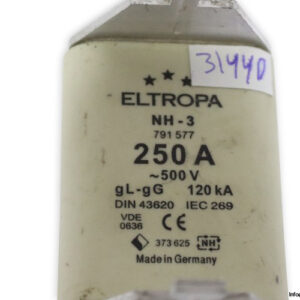 31440
ELTROPA
NH-3
791 577
250 A
~500 V
gL-gG 120 kA
DIN 43620 IEC 269
VDE
0636 CE
373 625 NH
Made in Germany